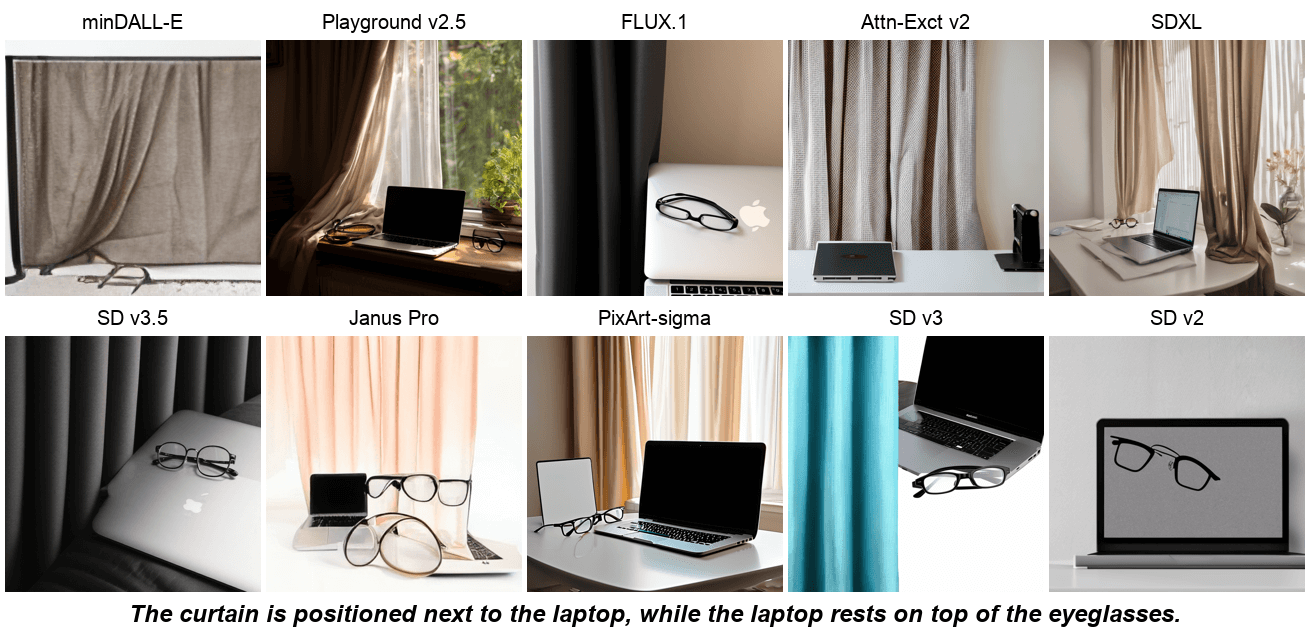 minDALL-E
Playground v2.5
FLUX.1
Attn-Exct v2
SDXL
SD v3.5
Janus Pro
PixArt-sigma
SD v3
SD v2
The curtain is positioned next to the laptop, while the laptop rests on top of the eyeglasses.